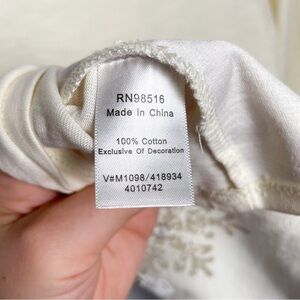 RN98516
Made in China
100% Cotton
Exclusive Of Decoration
V#M1098/418934
4010742